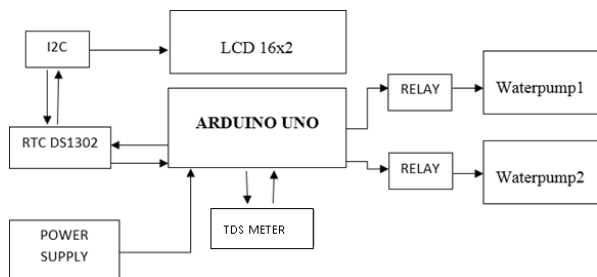 I2C
LCD 16x2
RELAY
Waterpump1
ARDUINO UNO
RTC DS1302
RELAY
Waterpump2
TDS METER
POWER
SUPPLY